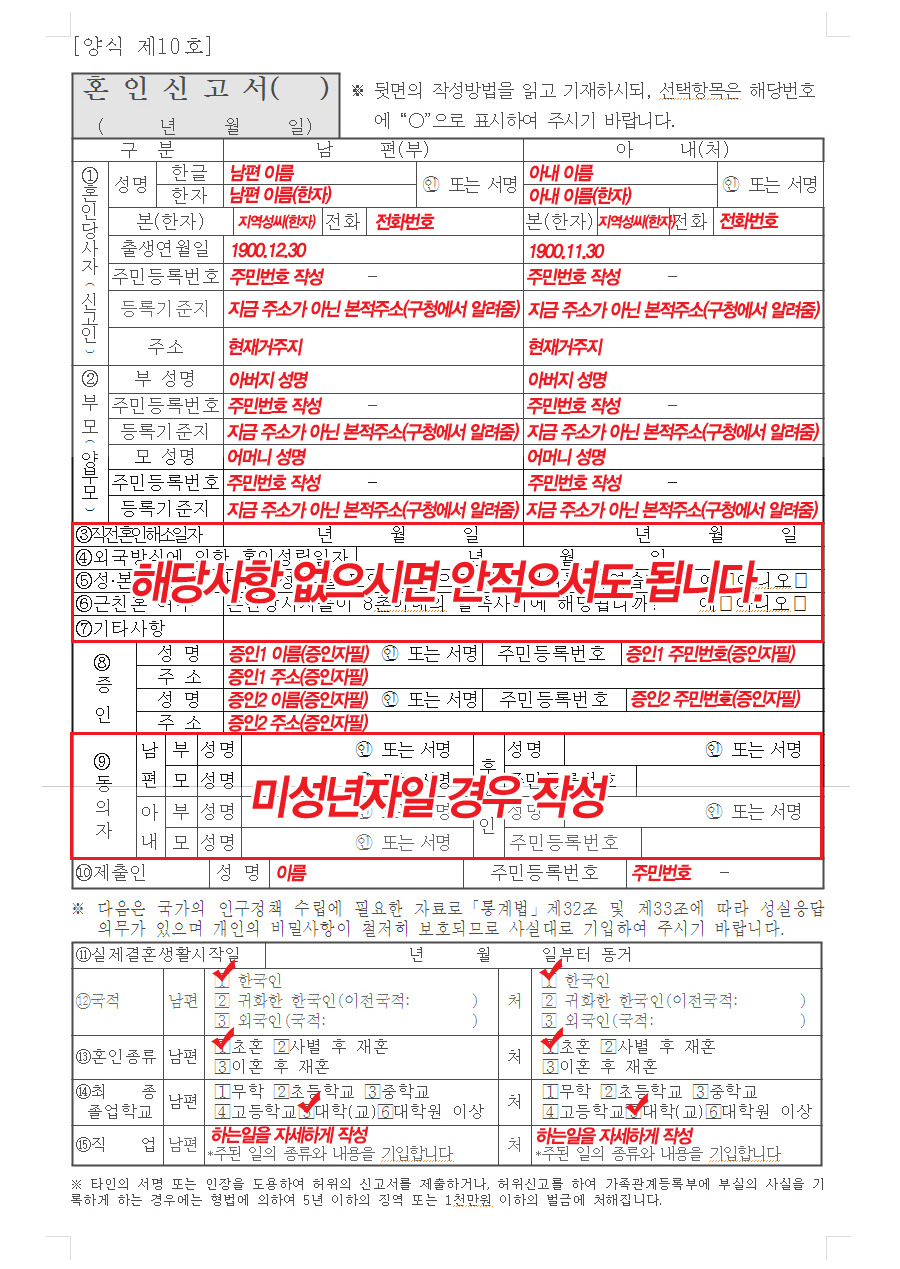 [양식 제10호]
혼 인 신 고 서( )
( 년 월 일)
※ 뒷면의 작성방법을 읽고 기재하시되, 선택항목은 해당번호
에 “○”으로 표시하여 주시기 바랍니다.
구 분 남 편(부) 아 내(처)
①혼인당사자(신고인)
성명 한글 남편 이름 ㊞ 또는 서명 아내 이름 ㊞ 또는 서명
한자 남편 이름(한자) 아내 이름(한자)
본(한자) 지역성씨(한자) 전화 전화번호 본(한자) 지역성씨(한자) 전화 전화번호
출생연월일 1900.12.30 1900.11.30
주민등록번호 주민번호 작성 - 주민번호 작성 -
등록기준지 지금 주소가 아닌 본적주소(구청에서 알려줌) 지금 주소가 아닌 본적주소(구청에서 알려줌)
주소 현재거주지 현재거주지
②부모(양부모)
부 성명 아버지 성명 아버지 성명
주민등록번호 주민번호 작성 - 주민번호 작성 -
등록기준지 지금 주소가 아닌 본적주소(구청에서 알려줌) 지금 주소가 아닌 본적주소(구청에서 알려줌)
모 성명 어머니 성명 어머니 성명
주민등록번호 주민번호 작성 - 주민번호 작성 -
등록기준지 지금 주소가 아닌 본적주소(구청에서 알려줌) 지금 주소가 아닌 본적주소(구청에서 알려줌)
③직전혼인해소일자 년 월 일 년 월 일
④외국방식에 의한 혼인성립일자 년 월 일
해당사항 없으시면 안적으셔도 됩니다.
⑤성·본 예□아니오□
⑥근친혼 여부 혼인당사자들이 8촌이내의 혈족사이에 해당됩니까? 예□아니오□
⑦기타사항
⑧증인
성 명 증인1 이름(증인자필) ㊞ 또는 서명 주민등록번호 증인1 주민번호(증인자필)
주 소 증인1 주소(증인자필)
성 명 증인2 이름(증인자필) ㊞ 또는 서명 주민등록번호 증인2 주민번호(증인자필)
주 소 증인2 주소(증인자필)
⑨동의자
남편 부 성명 ㊞ 또는 서명 후 성명 ㊞ 또는 서명
모 성명 ㊞ 또는 서명 주민등록번호
미성년자일 경우 작성
아내 부 성명 ㊞ 또는 서명 인 성명 ㊞ 또는 서명
모 성명 ㊞ 또는 서명 주민등록번호
⑩제출인 성 명 이름 주민등록번호 주민번호 -
※ 다음은 국가의 인구정책 수립에 필요한 자료로「통계법」제32조 및 제33조에 따라 성실응답
의무가 있으며 개인의 비밀사항이 철저히 보호되므로 사실대로 기입하여 주시기 바랍니다.
⑪실제결혼생활시작일 년 월 일부터 동거
⑫국적 남편 ✓1 한국인 처 ✓1 한국인
2 귀화한 한국인(이전국적: ) 2 귀화한 한국인(이전국적: )
3 외국인(국적: ) 3 외국인(국적: )
⑬혼인종류 남편 ✓1초혼 2사별 후 재혼 처 ✓1초혼 2사별 후 재혼
3이혼 후 재혼 3이혼 후 재혼
⑭최 종 졸업학교 남편 1무학 2초등학교 3중학교 처 1무학 2초등학교 3중학교
4고등학교 ✓5대학(교) 6대학원 이상 4고등학교 ✓5대학(교) 6대학원 이상
⑮직 업 남편 하는일을 자세하게 작성 처 하는일을 자세하게 작성
*주된 일의 종류와 내용을 기입합니다 *주된 일의 종류와 내용을 기입합니다
※ 타인의 서명 또는 인장을 도용하여 허위의 신고서를 제출하거나, 허위신고를 하여 가족관계등록부에 부실의 사실을 기
록하게 하는 경우에는 형법에 의하여 5년 이하의 징역 또는 1천만원 이하의 벌금에 처해집니다.